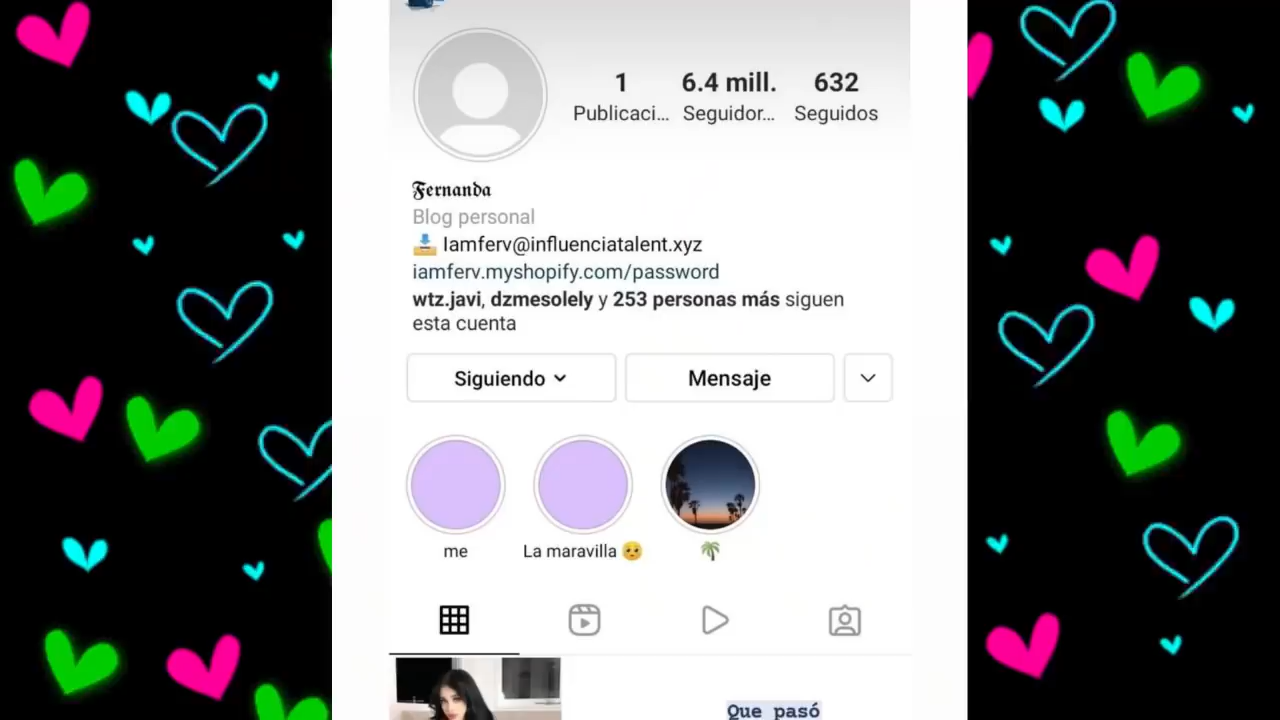 1 6.4 mill. 632
Publicaci... Seguidor... Seguidos
Fernanda
Blog personal
Iamferv@influenciatalent.xyz
iamferv.myshopify.com/password
wtz.javi, dzmesolely y 253 personas más siguen
esta cuenta
Siguiendo Mensaje
me La maravilla 🥺 🌴
Que pasó